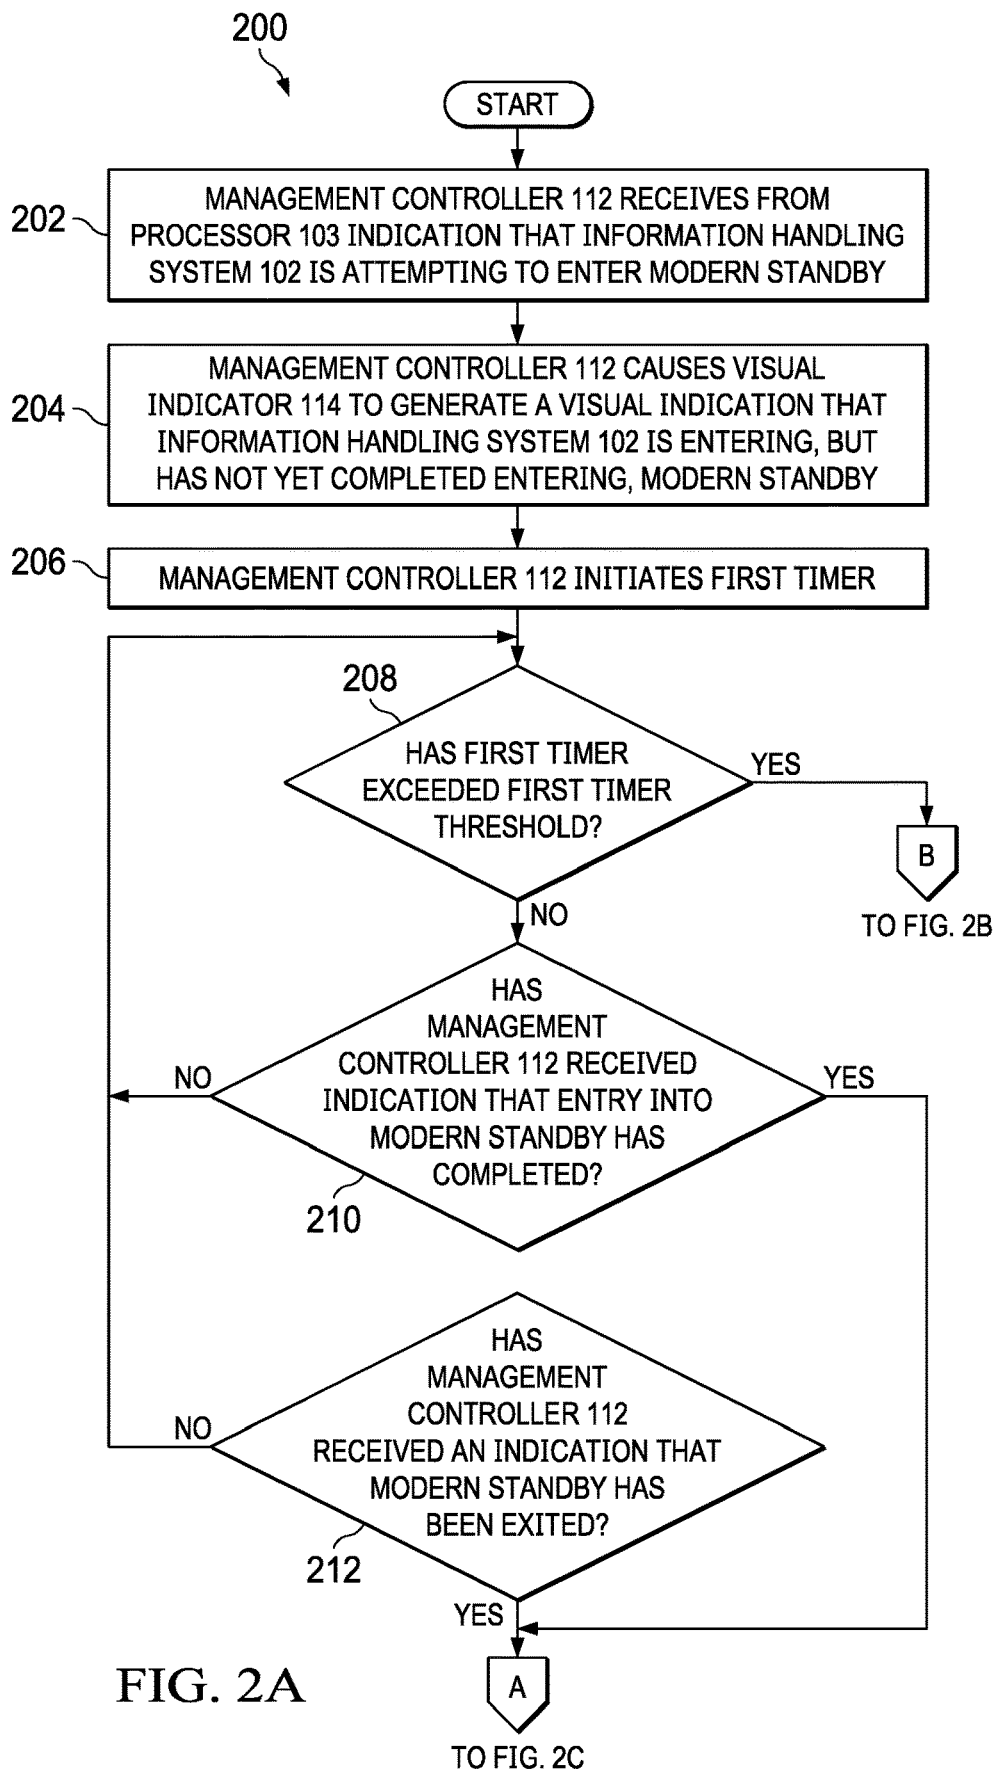 200
START
202
MANAGEMENT CONTROLLER 112 RECEIVES FROM
PROCESSOR 103 INDICATION THAT INFORMATION HANDLING
SYSTEM 102 IS ATTEMPTING TO ENTER MODERN STANDBY
204
MANAGEMENT CONTROLLER 112 CAUSES VISUAL
INDICATOR 114 TO GENERATE A VISUAL INDICATION THAT
INFORMATION HANDLING SYSTEM 102 IS ENTERING, BUT
HAS NOT YET COMPLETED ENTERING, MODERN STANDBY
206
MANAGEMENT CONTROLLER 112 INITIATES FIRST TIMER
208
HAS FIRST TIMER
EXCEEDED FIRST TIMER
THRESHOLD?
YES
B
TO FIG. 2B
NO
HAS
MANAGEMENT
CONTROLLER 112 RECEIVED
INDICATION THAT ENTRY INTO
MODERN STANDBY HAS
COMPLETED?
NO
YES
210
HAS
MANAGEMENT
CONTROLLER 112
RECEIVED AN INDICATION THAT
MODERN STANDBY HAS
BEEN EXITED?
NO
212
YES
A
TO FIG. 2C
FIG. 2A